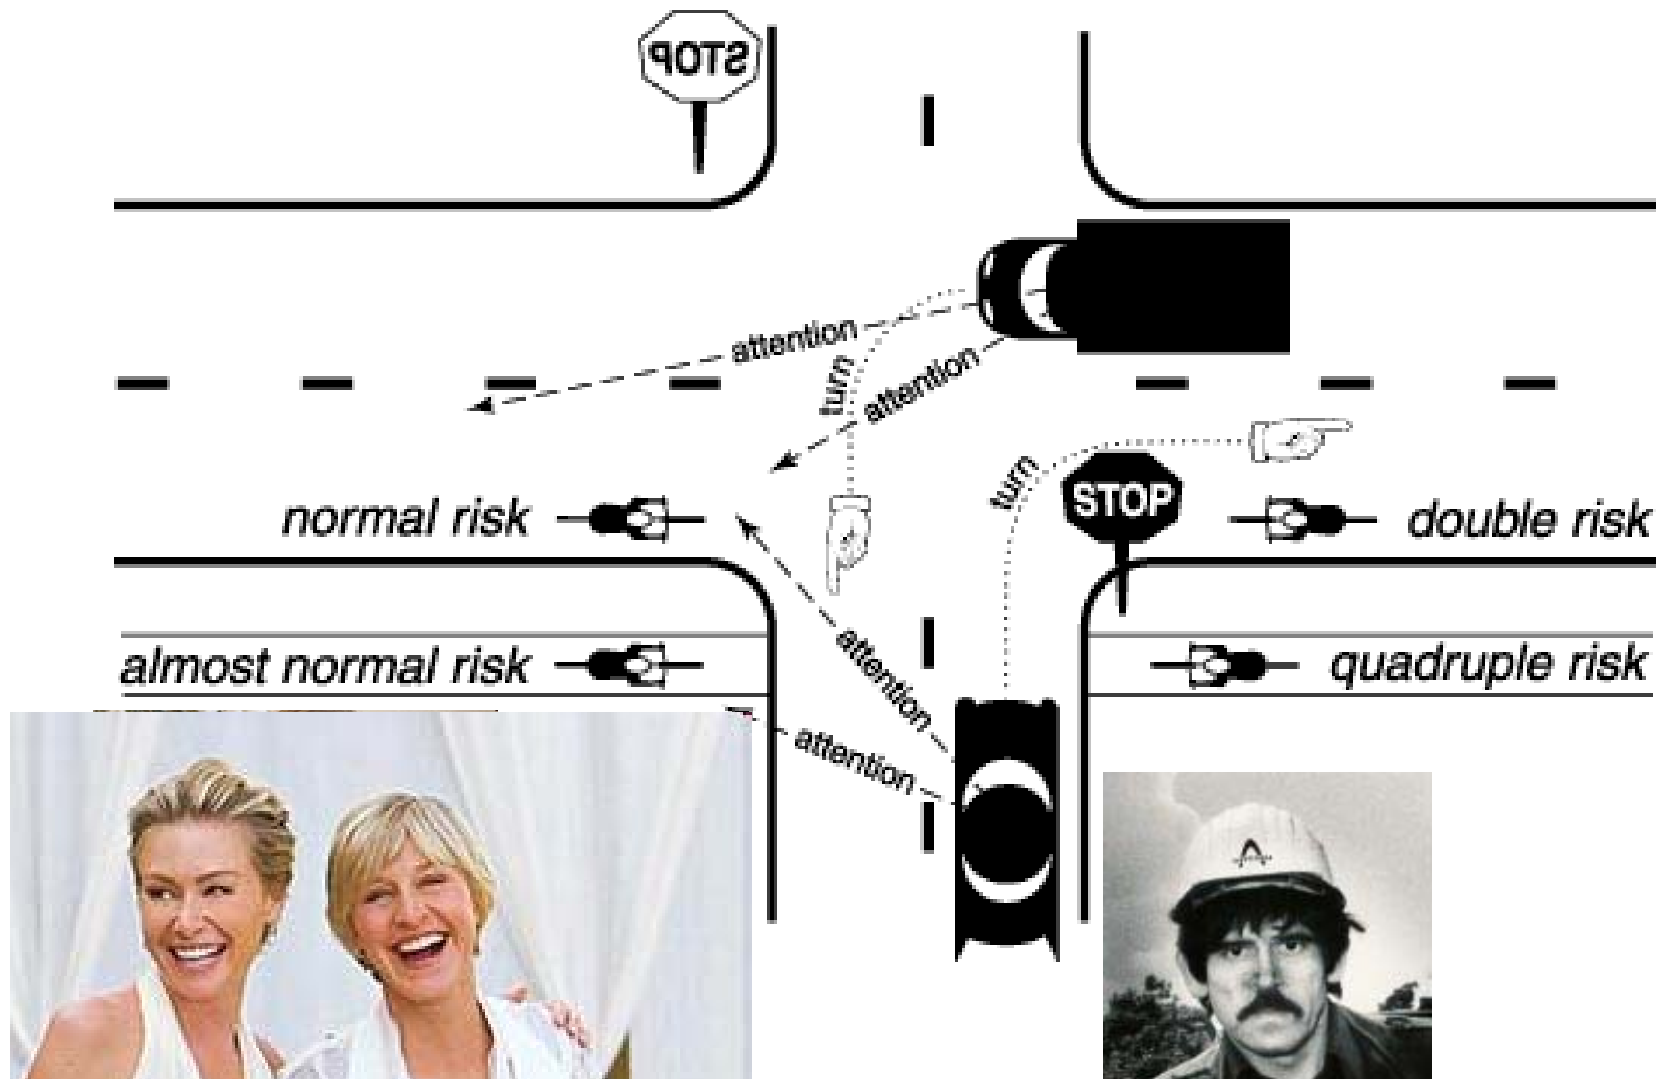 STOP
attention
turn
attention
turn
STOP
normal risk
double risk
attention
almost normal risk
quadruple risk
attention